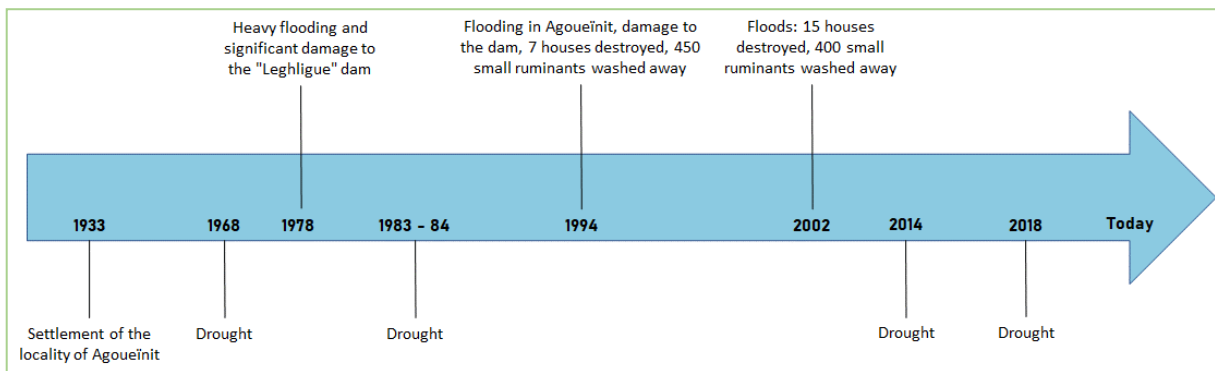 Heavy flooding and
significant damage to
the "Leghligue" dam
Flooding in Agoueïnit, damage to
the dam, 7 houses destroyed, 450
small ruminants washed away
Floods: 15 houses
destroyed, 400 small
ruminants washed away
1933
1968
1978
1983 - 84
1994
2002
2014
2018
Today
Settlement of the
locality of Agoueïnit
Drought
Drought
Drought
Drought